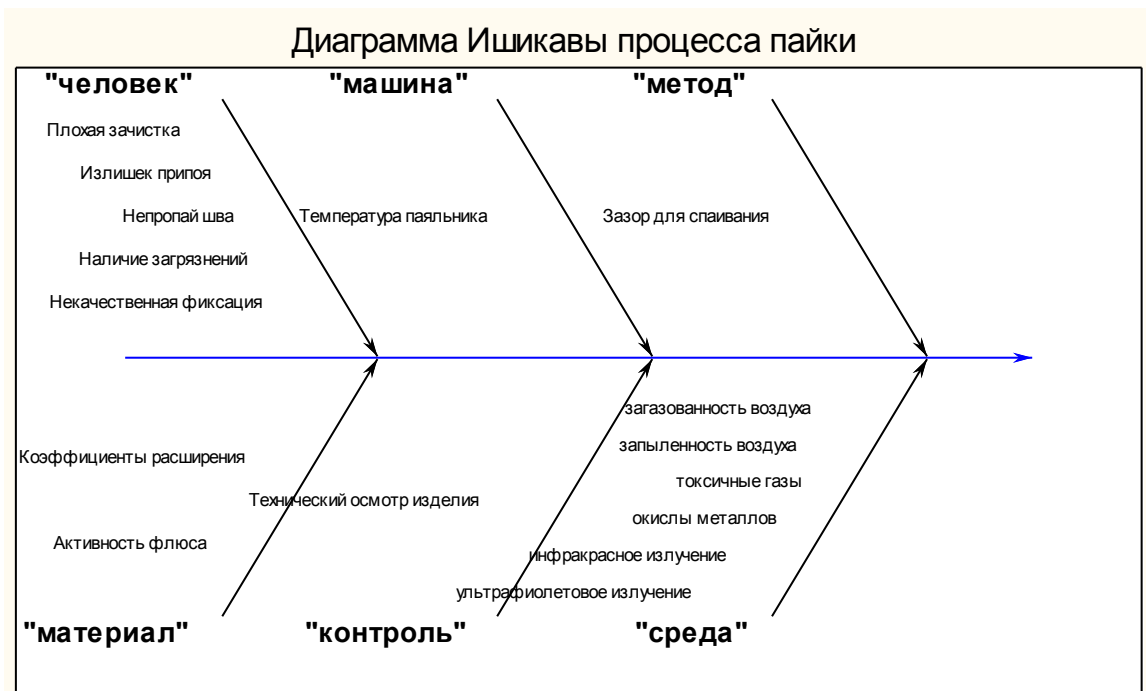 Диаграмма Ишикавы процесса пайки
"человек"
"машина"
"метод"
Плохая зачистка
Излишек припоя
Непропай шва
Наличие загрязнений
Некачественная фиксация
Температура паяльника
Зазор для спаивания
Коэффициенты расширения
Активность флюса
Технический осмотр изделия
загазованность воздуха
запыленность воздуха
токсичные газы
окислы металлов
инфракрасное излучение
ультрафиолетовое излучение
"материал"
"контроль"
"среда"